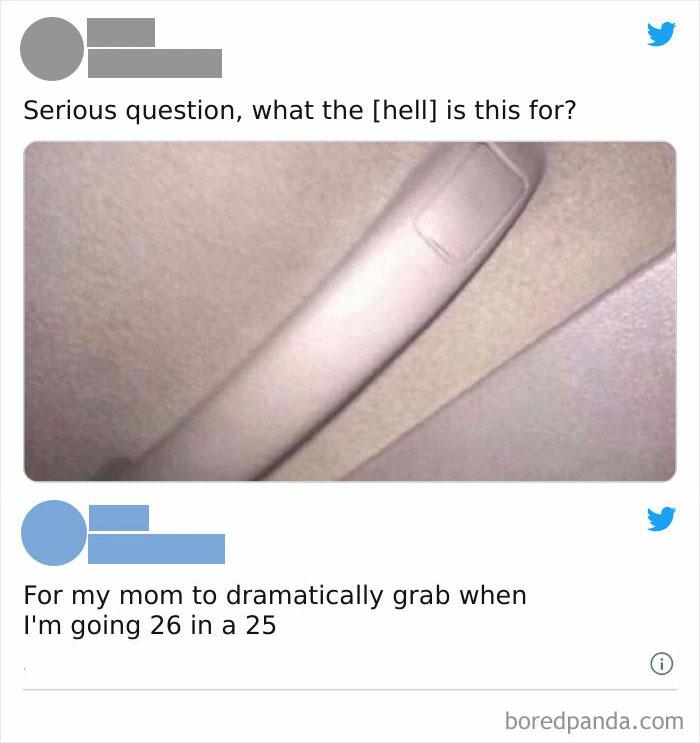 Serious question, what the [hell] is this for?
For my mom to dramatically grab when
I'm going 26 in a 25
boredpanda.com